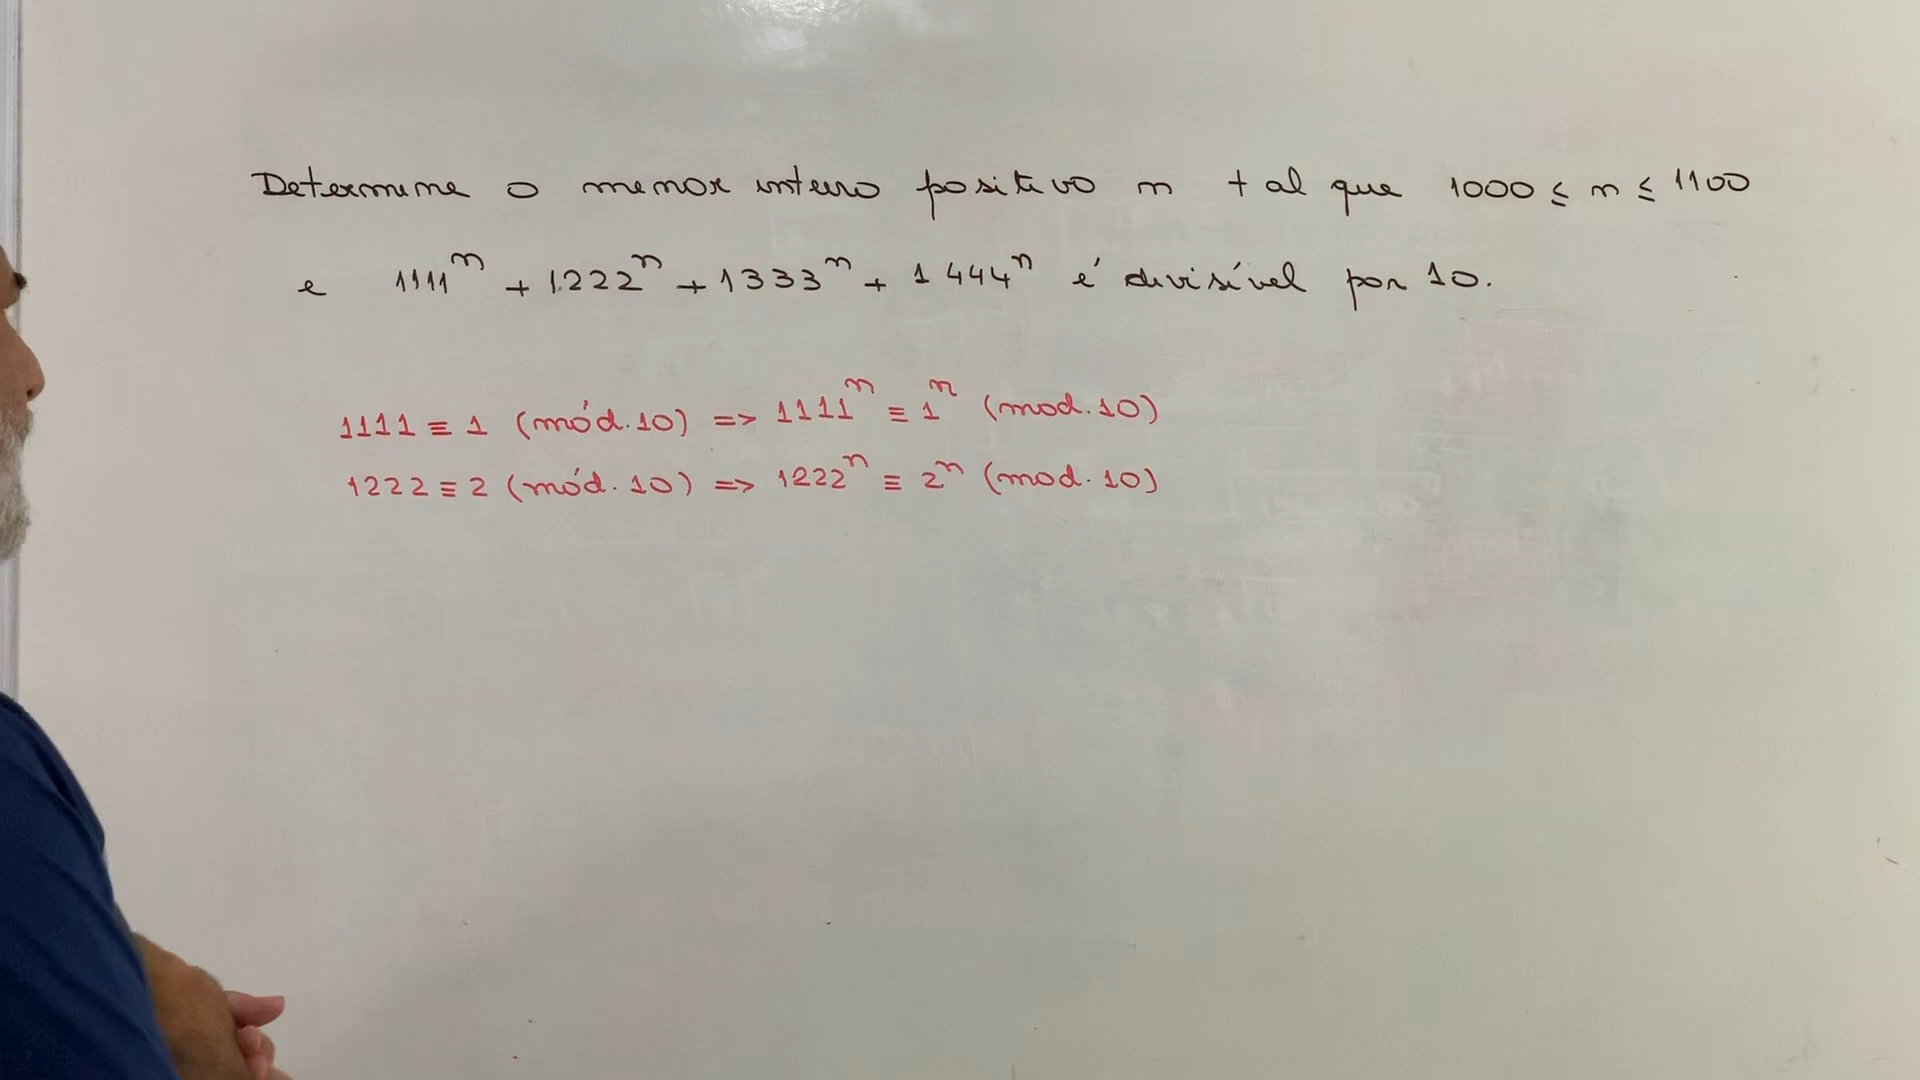 Determine o menor inteiro positivo n tal que 1000 ≤ n ≤ 1100
e 1111ⁿ + 1222ⁿ + 1333ⁿ + 1444ⁿ é divisível por 10.
1111 ≡ 1 (mód. 10) => 1111ⁿ ≡ 1ⁿ (mod. 10)
1222 ≡ 2 (mód. 10) => 1222ⁿ ≡ 2ⁿ (mod. 10)